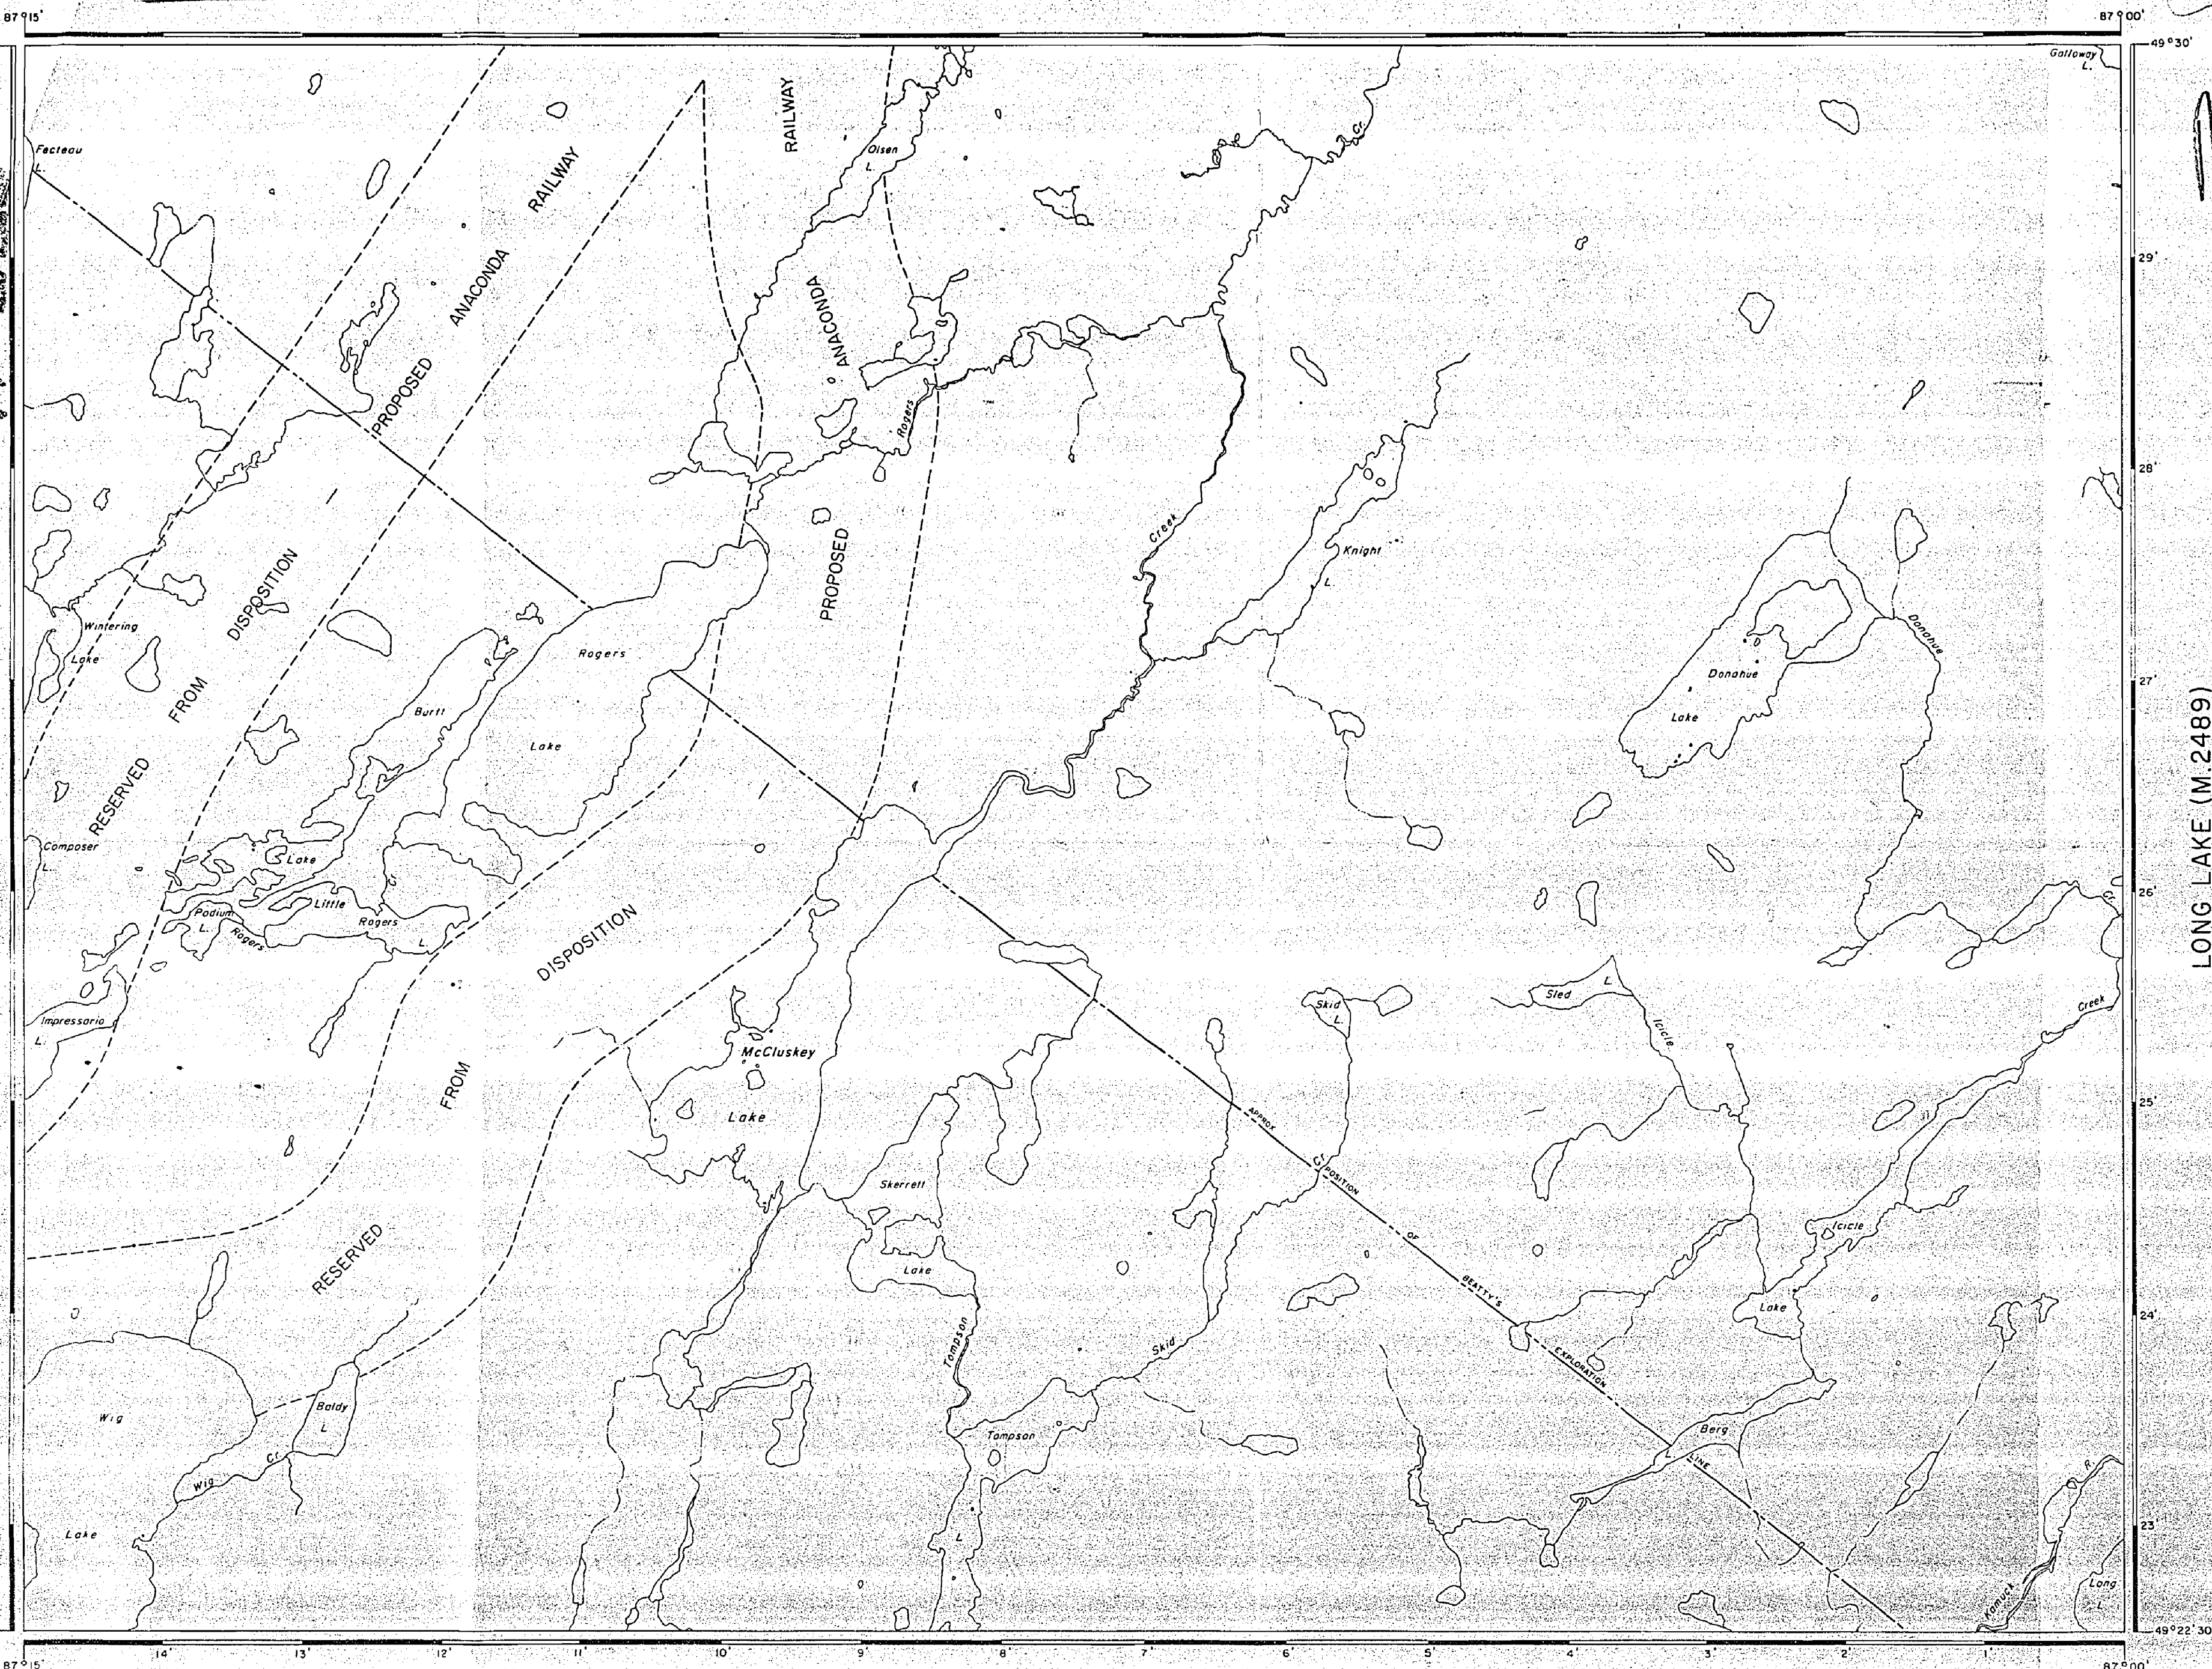 87°15'
87°00'
49°30'
Galloway
L.
Fecteau
L.
RAILWAY
RAILWAY
Olsen
L.
Cr.
29'
ANACONDA
ANACONDA
PROPOSED
Rogers
28'
Creek
Knight
L.
PROPOSED
DISPOSITION
Wintering
Lake
FROM
Rogers
Lake
Burtt
Lake
Donahue
Donahue
Lake
27'
LONG LAKE (M.2489)
RESERVED
Composer
L.
Cr.
Little
Rogers
L.
Podium
L.
Rogers
26'
Cr.
DISPOSITION
Impressario
L.
Skid
L.
Sled
L.
Icicle
Creek
McCluskey
Lake
FROM
25'
APPROX
POSITION
OF
BEATTY'S
EXPLORATION
LINE
Cr.
Skerrett
Lake
RESERVED
Icicle
Lake
24'
Tompson
Skid
Wig
Lake
Baldy
L.
Wig
Cr.
Tompson
L.
Berg
L.
R.
23'
Kamuck
Long
L.
49°22'30
14
13
12
11
10
9'
8
7
6
5
4
3
2
1
87°15'
87°00'